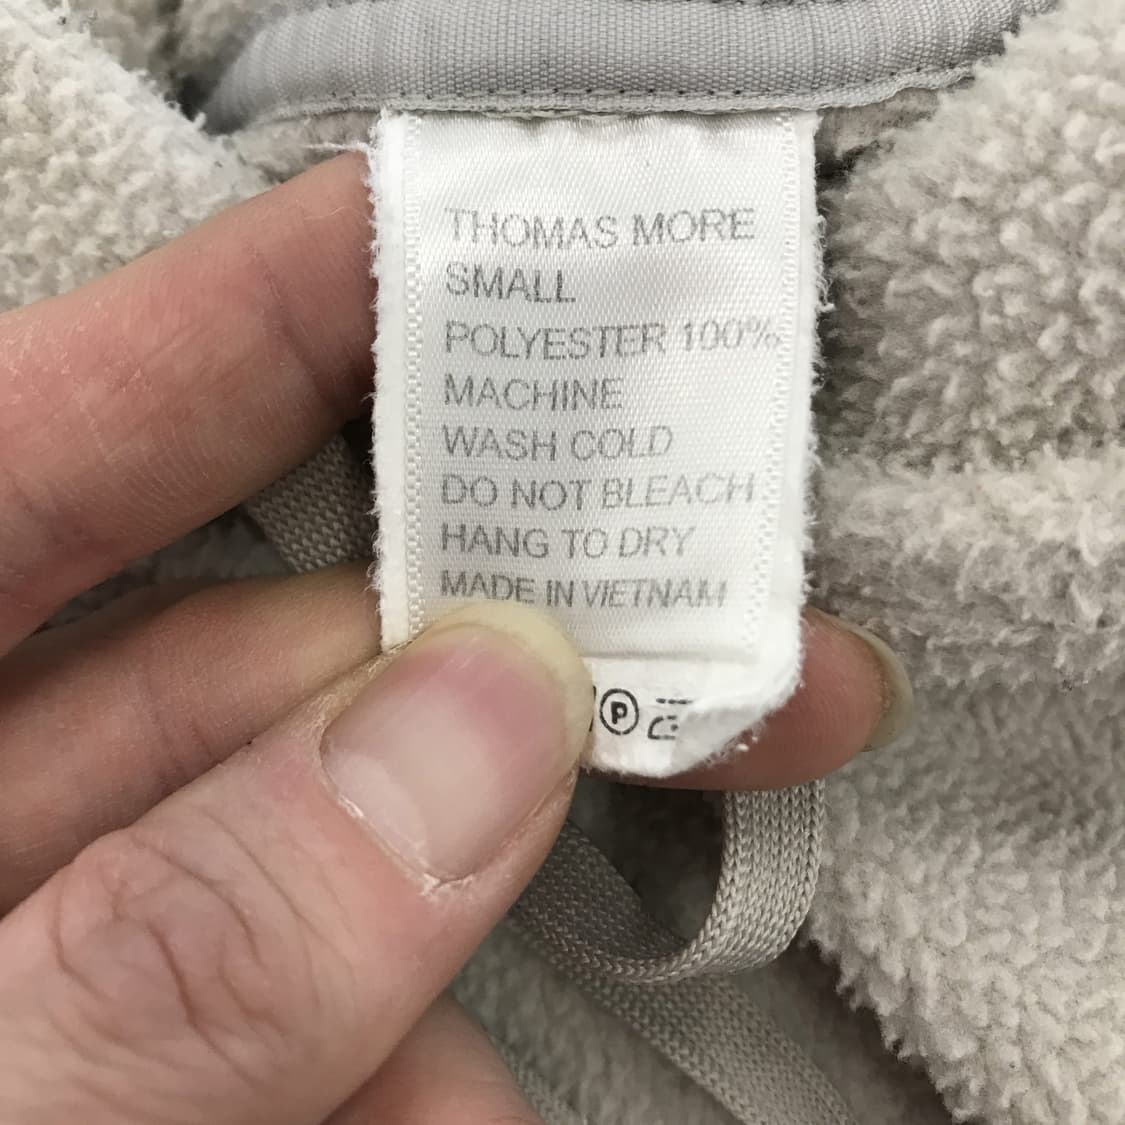 THOMAS MORE
SMALL
POLYESTER 100%
MACHINE
WASH COLD
DO NOT BLEACH
HANG TO DRY
MADE IN VIETNAM
P